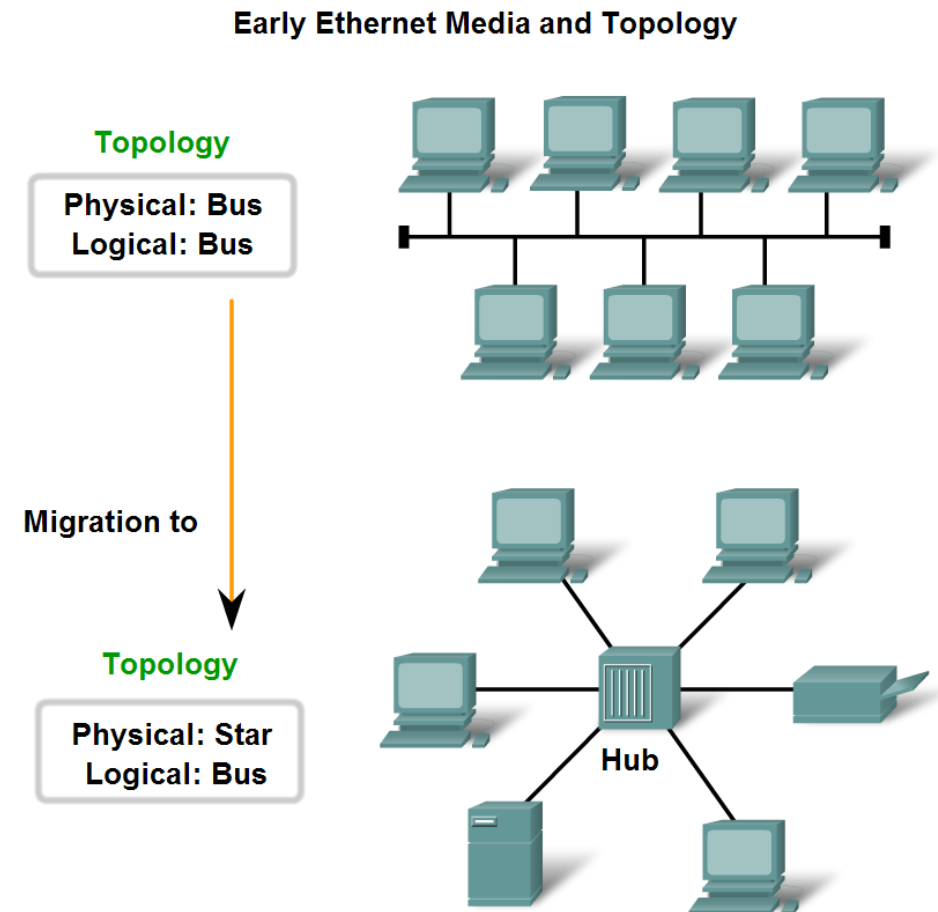 Early Ethernet Media and Topology
Topology
Physical: Bus
Logical: Bus
Migration to
Topology
Physical: Star
Logical: Bus
Hub